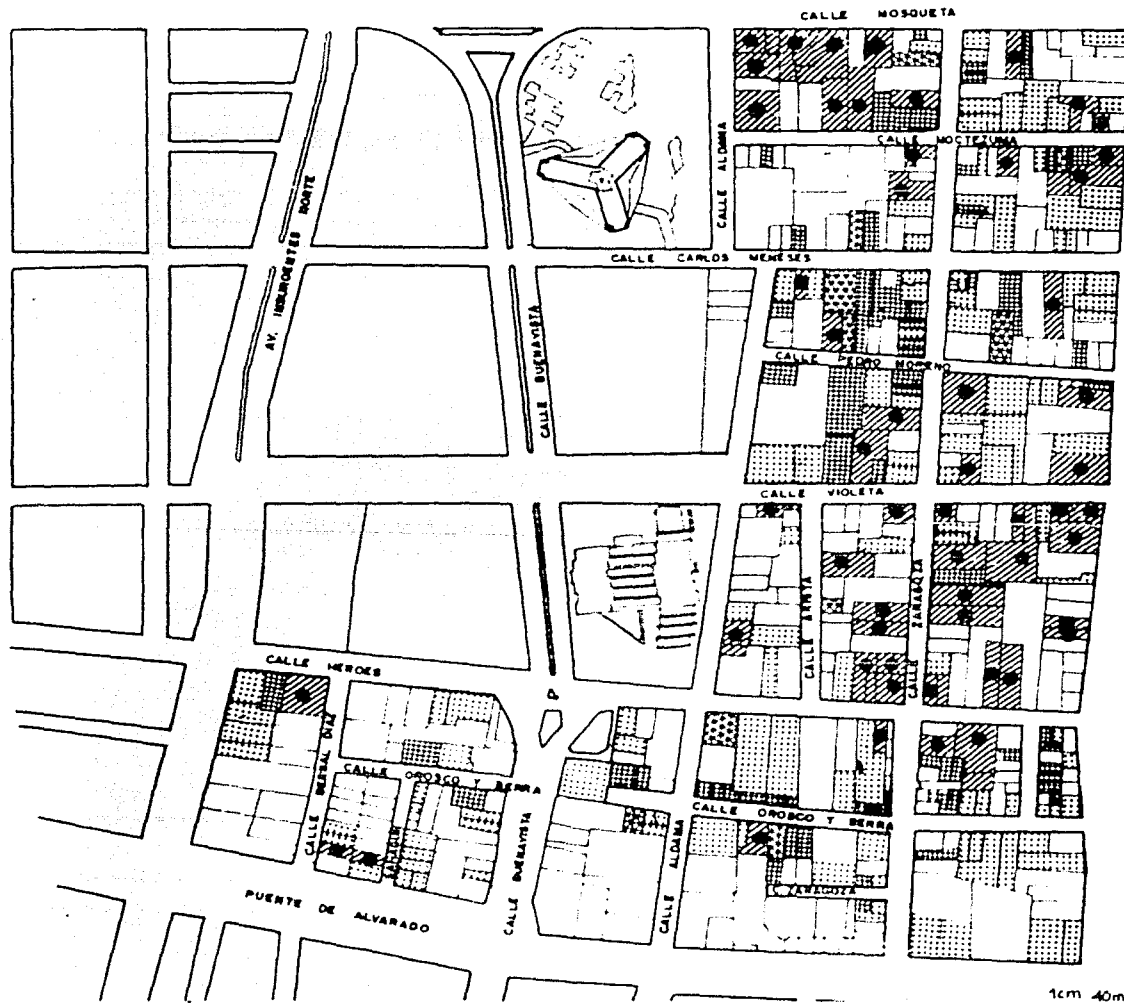 CALLE MOSQUETA
CALLE MOCTEZUMA
CALLE ALDAMA
AV. INSURGENTES NORTE
CALLE CARLOS MENESES
CALLE BUENAVISTA
CALLE PEDRO MORENO
CALLE VIOLETA
CALLE ARISTA
CALLE ZARAGOZA
CALLE HEROES
P
CALLE BERNAL DIAZ
CALLE OROSCO Y BERRA
CALLE OROSCO Y BERRA
CALLE BUENAVISTA
CALLE ALDAMA
C. ZARAGOZA
PUENTE DE ALVARADO
1cm 40m